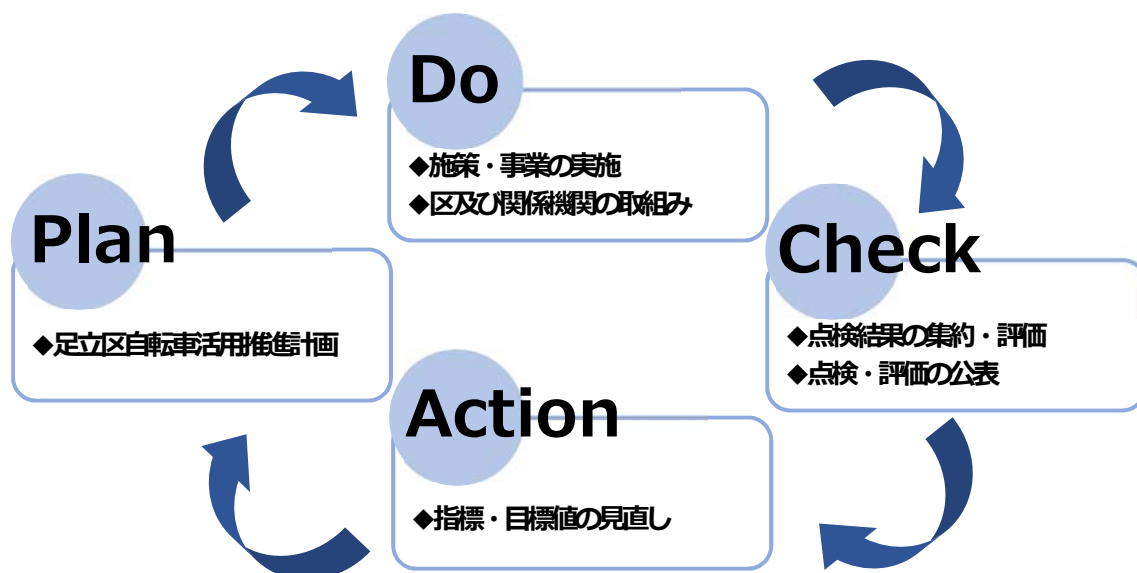 Do
◆施策・事業の実施
◆区及び関係機関の取組み
Plan
◆足立区自転車活用推進計画
Check
◆点検結果の集約・評価
◆点検・評価の公表
Action
◆指標・目標値の見直し